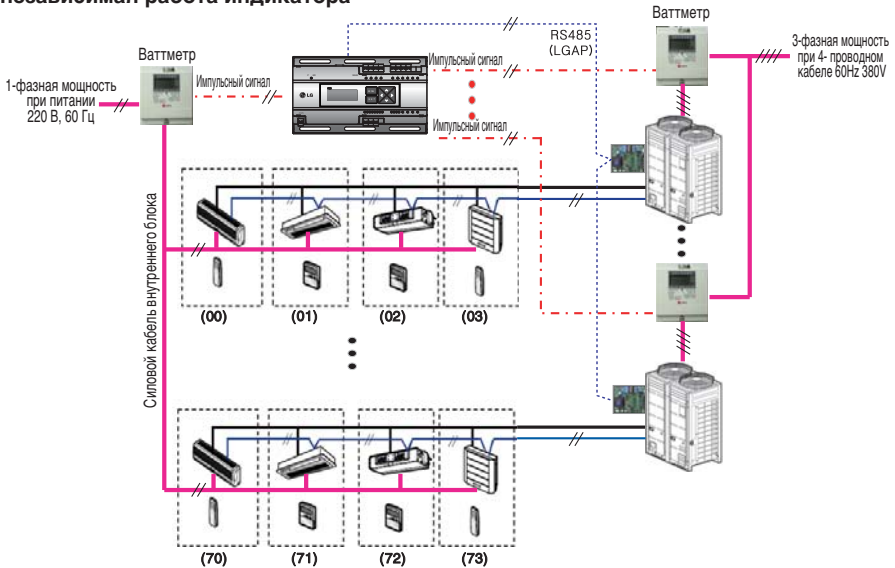 независимая работа индикатора
Ваттметр
RS485
(LGAP)
Ваттметр
3-фазная мощность
при 4- проводном
кабеле 60Hz 380V
1-фазная мощность
при питании
220 В, 60 Гц
Импульсный сигнал
Импульсный сигнал
LG
Импульсный сигнал
Силовой кабель внутреннего блока
(00)
(01)
(02)
(03)
(70)
(71)
(72)
(73)